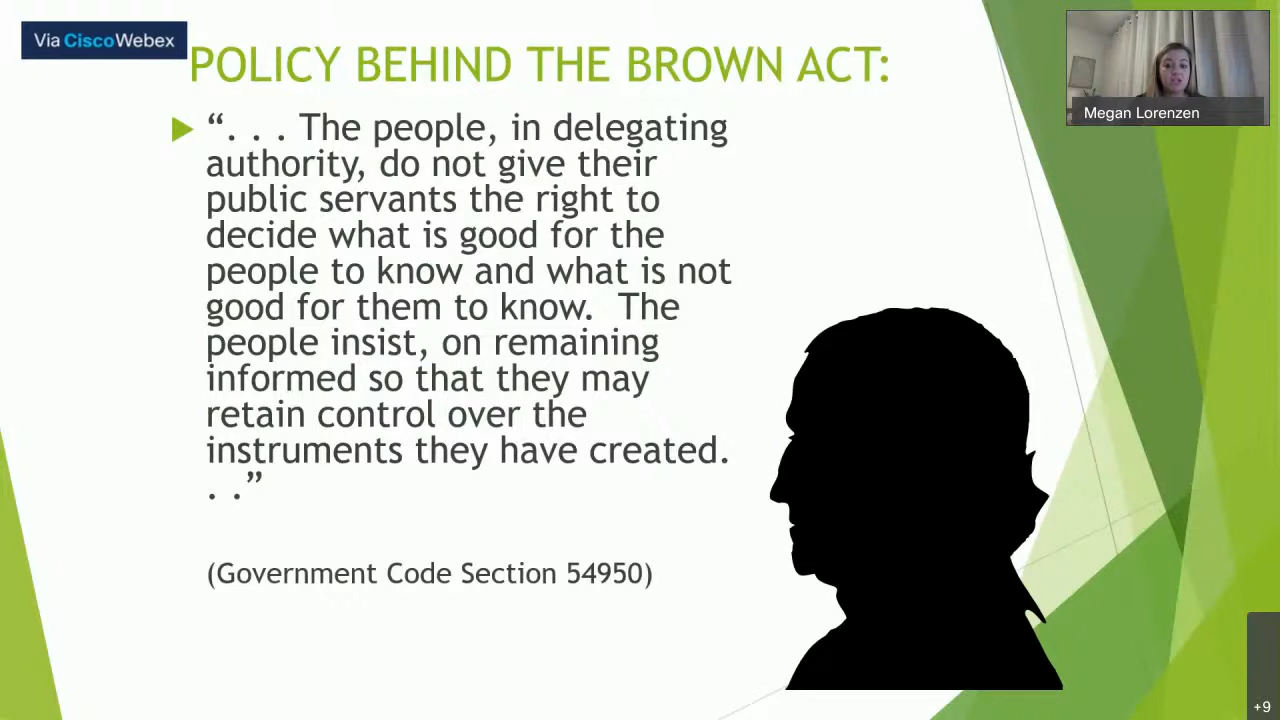 Via CiscoWebex
POLICY BEHIND THE BROWN ACT:
“. . . The people, in delegating
authority, do not give their
public servants the right to
decide what is good for the
people to know and what is not
good for them to know.  The
people insist, on remaining
informed so that they may
retain control over the
instruments they have created.
. .”
(Government Code Section 54950)
Megan Lorenzen
+9